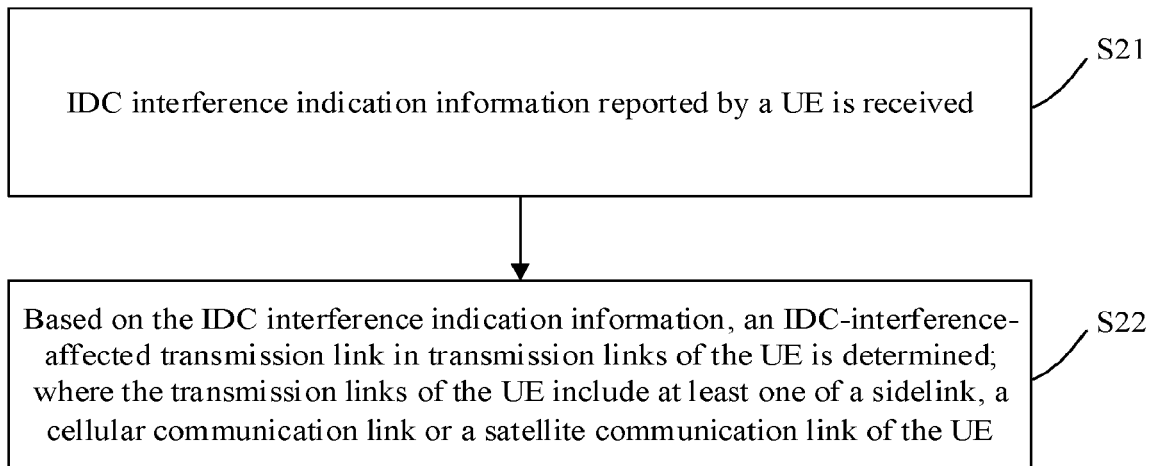 S21
IDC interference indication information reported by a UE is received
S22
Based on the IDC interference indication information, an IDC-interference-
affected transmission link in transmission links of the UE is determined;
where the transmission links of the UE include at least one of a sidelink, a
cellular communication link or a satellite communication link of the UE